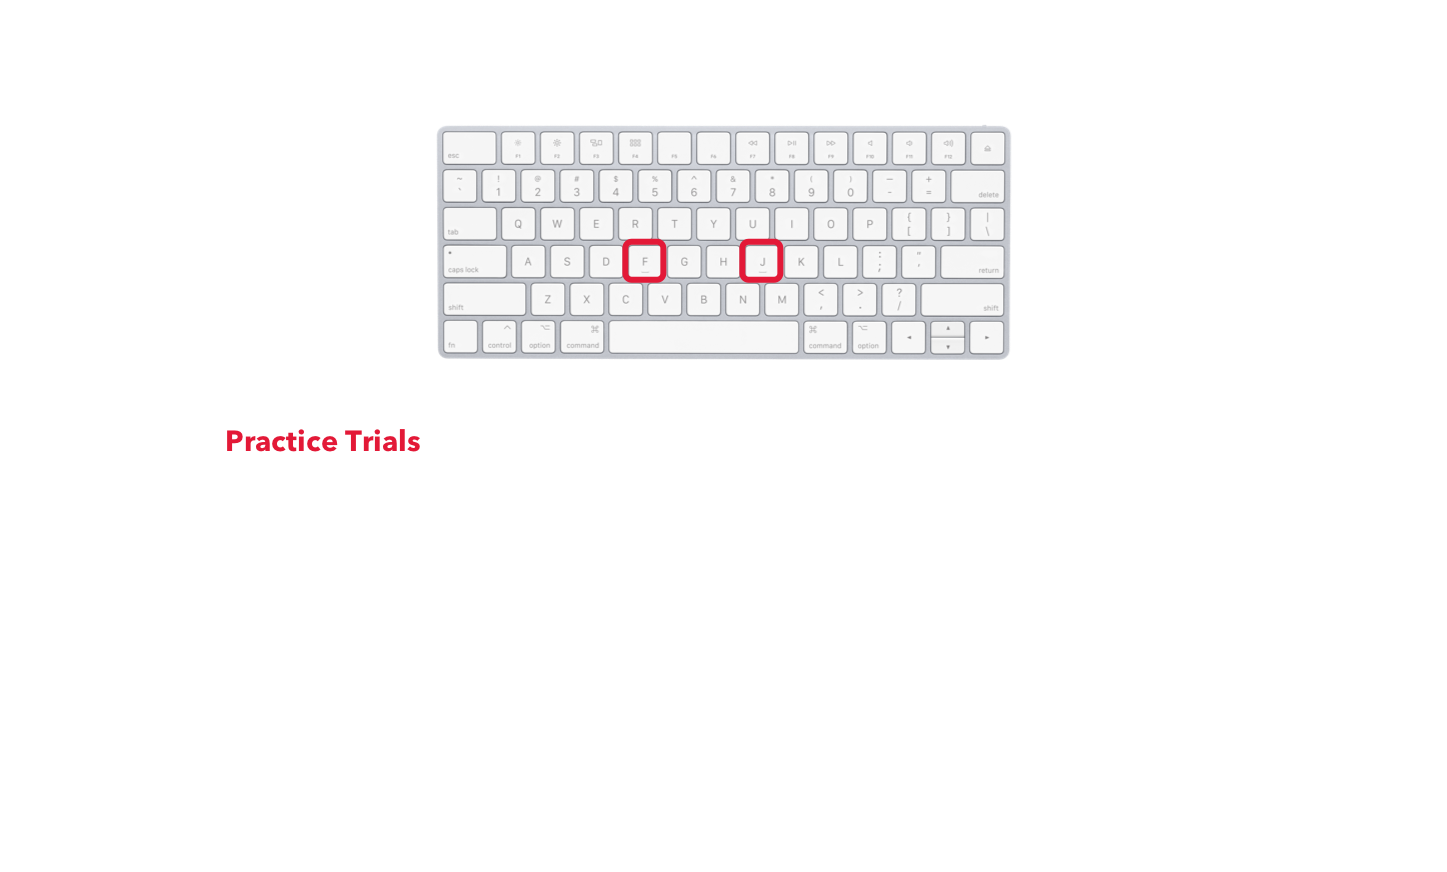 esc F1 F2 F3 F4 F5 F6 F7 F8 F9 F10 F11 F12
~ ! @ # $ % ^ & * ( ) — +
` 1 2 3 4 5 6 7 8 9 0 - = delete
{ } |
tab Q W E R T Y U I O P [ ] \
: "
caps lock A S D F G H J K L ; ' return
< > ?
shift Z X C V B N M , . / shift
fn control option command command option
Practice Trials